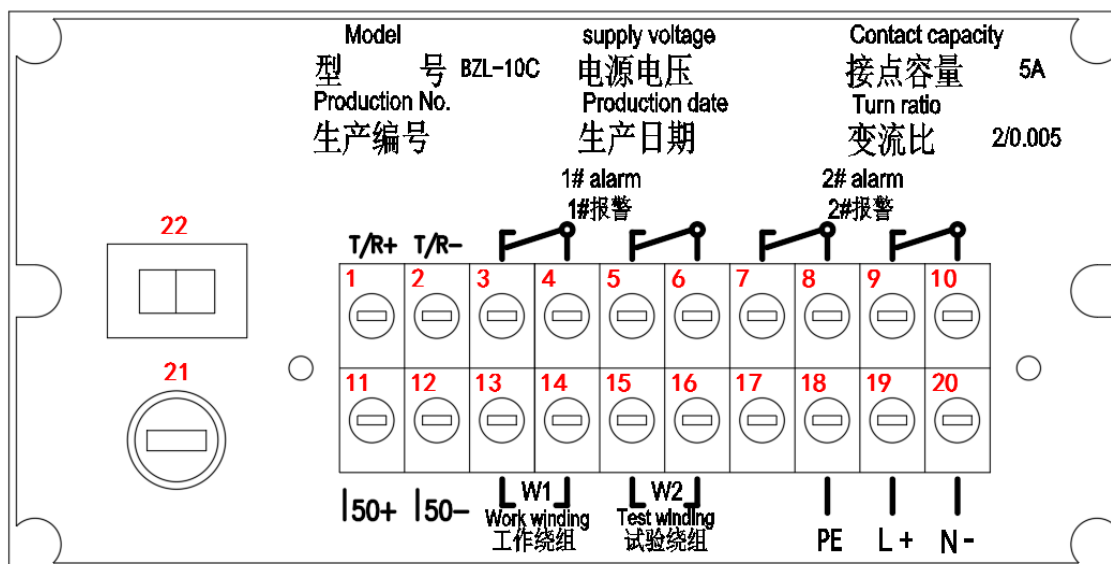 Model supply voltage Contact capacity
型 号 BZL-10C 电源电压 接点容量 5A
Production No. Production date Turn ratio
生产编号 生产日期 变流比 2/0.005
1# alarm 2# alarm
1#报警 2#报警
22
T/R+ T/R-
1 2 3 4 5 6 7 8 9 10
21
11 12 13 14 15 16 17 18 19 20
W1 W2
I50+ I50- Work winding Test winding
工作绕组 试验绕组 PE L+ N-